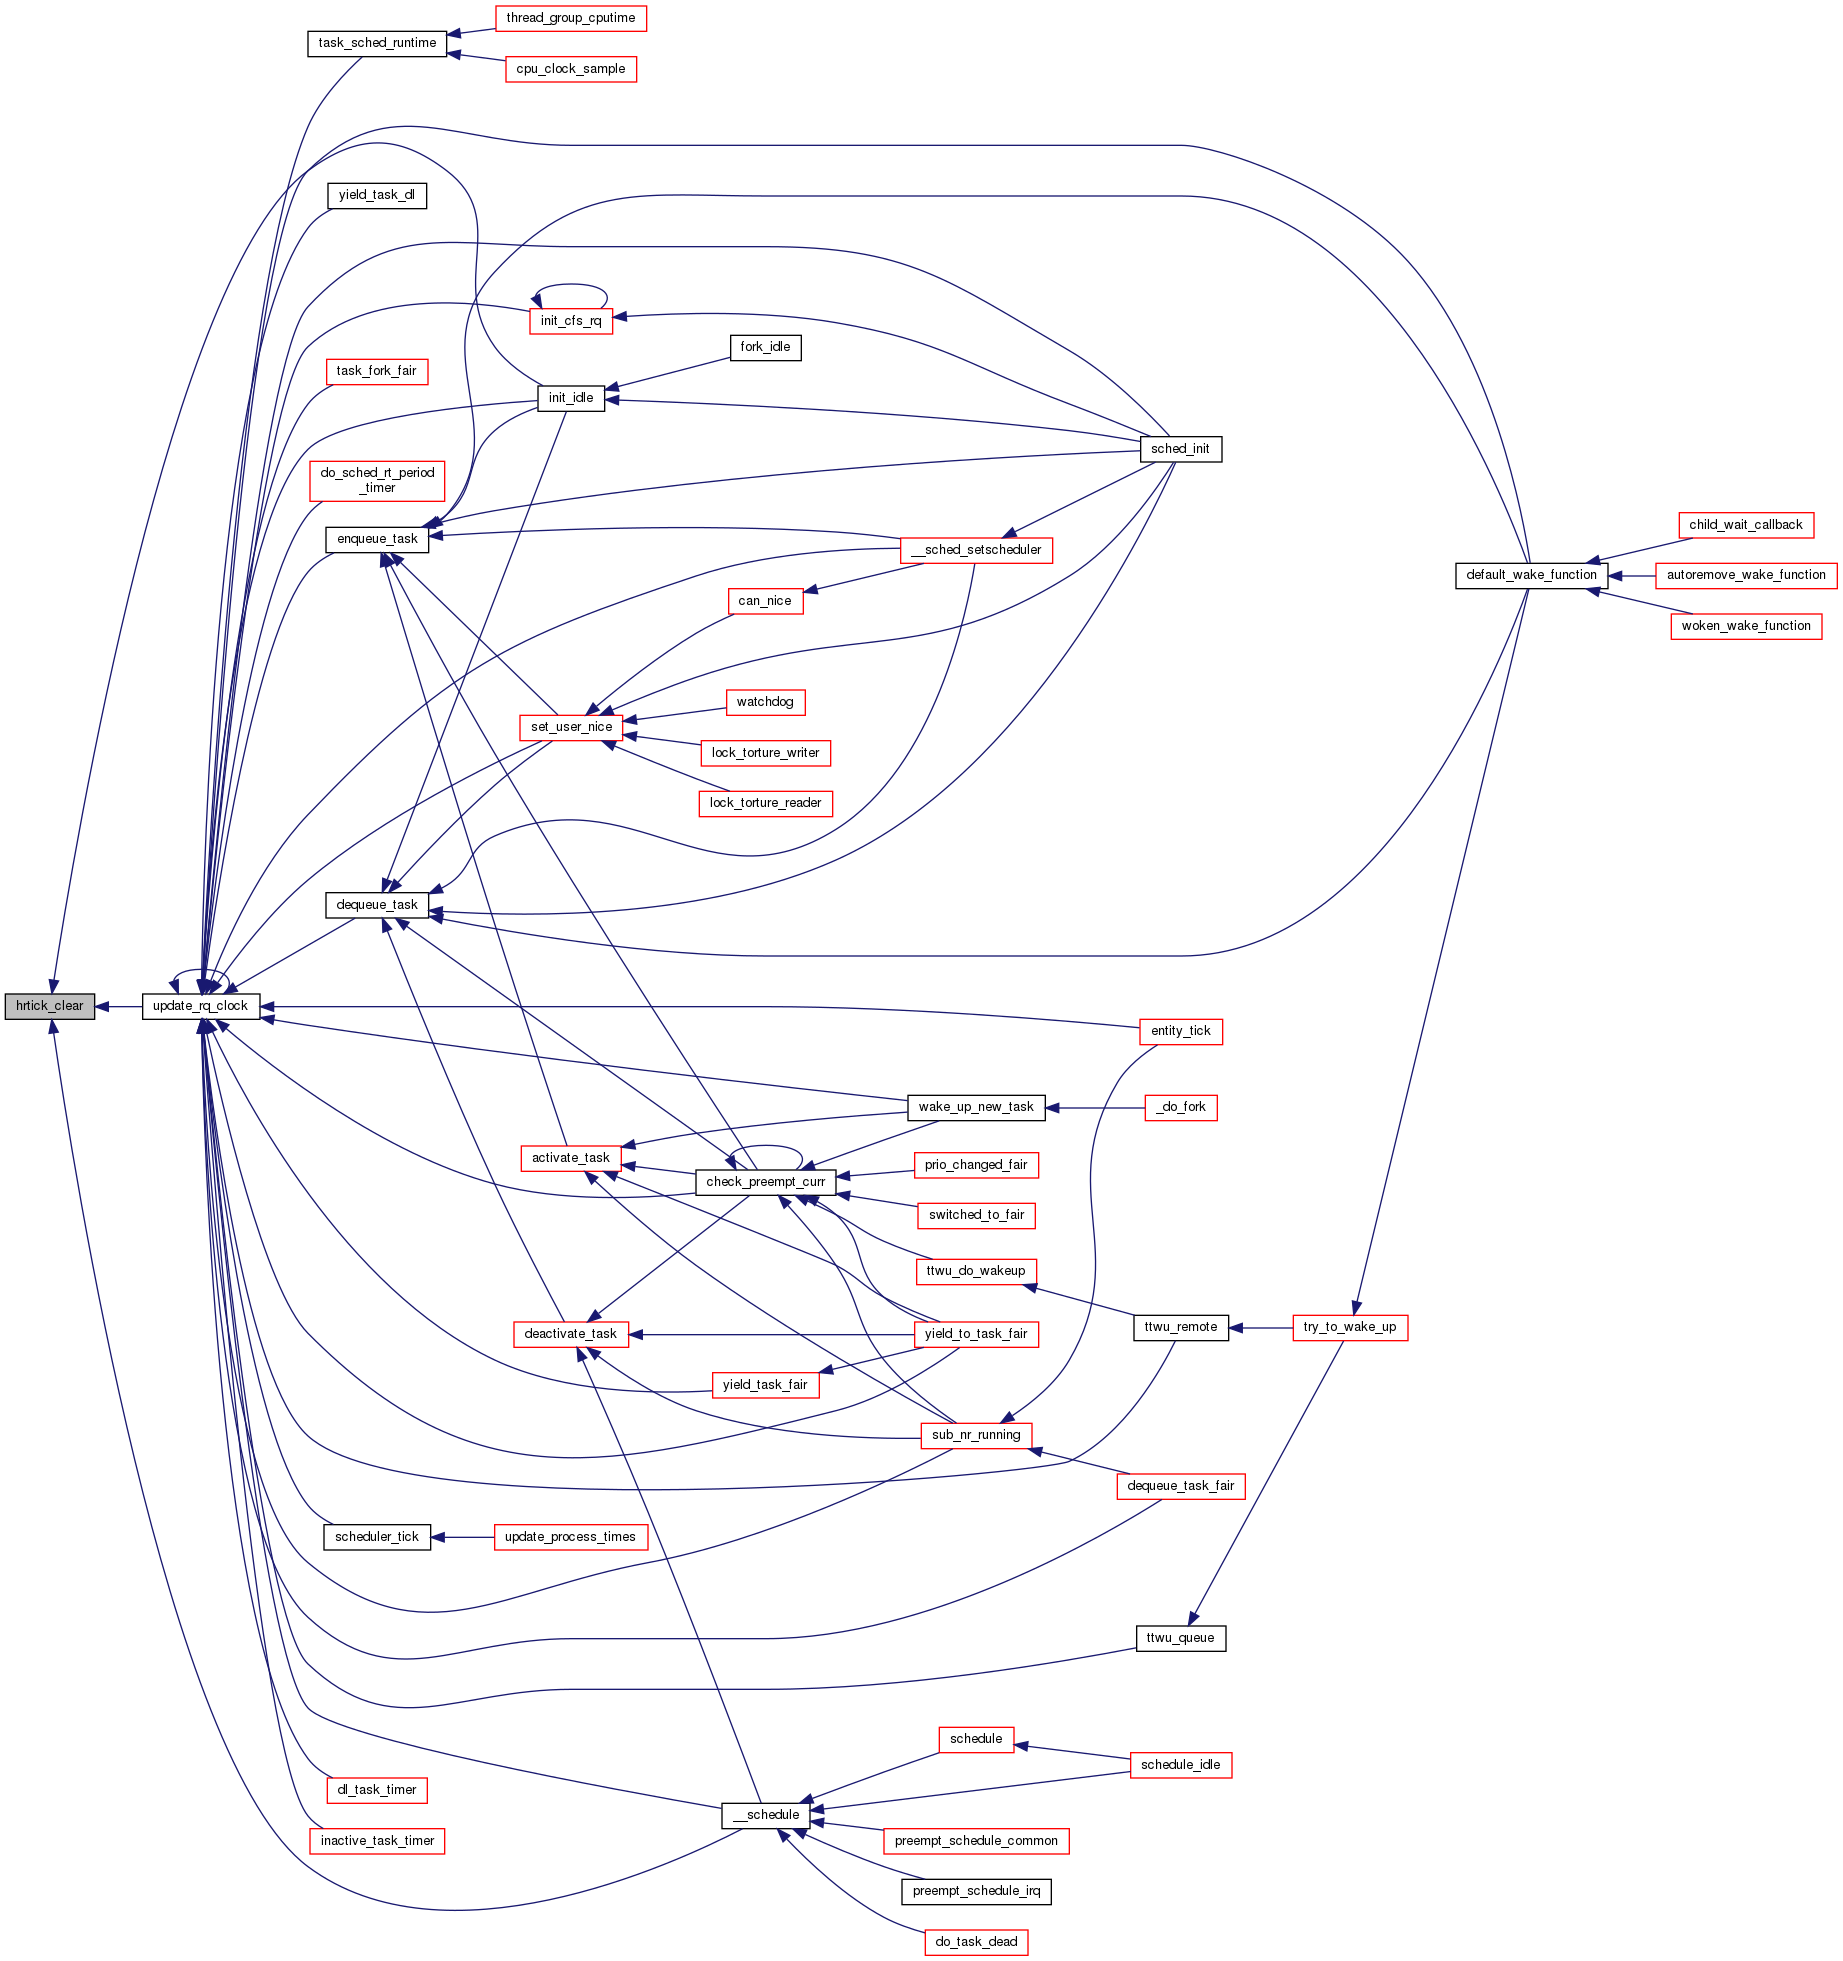 thread_group_cputime
task_sched_runtime
cpu_clock_sample
yield_task_dl
init_cfs_rq
fork_idle
task_fork_fair
init_idle
sched_init
do_sched_rt_period
_timer
enqueue_task
child_wait_callback
__sched_setscheduler
default_wake_function
autoremove_wake_function
can_nice
woken_wake_function
watchdog
set_user_nice
lock_torture_writer
lock_torture_reader
dequeue_task
hrtick_clear
update_rq_clock
entity_tick
wake_up_new_task
_do_fork
activate_task
prio_changed_fair
check_preempt_curr
switched_to_fair
ttwu_do_wakeup
ttwu_remote
try_to_wake_up
deactivate_task
yield_to_task_fair
yield_task_fair
sub_nr_running
dequeue_task_fair
scheduler_tick
update_process_times
ttwu_queue
schedule
schedule_idle
dl_task_timer
__schedule
inactive_task_timer
preempt_schedule_common
preempt_schedule_irq
do_task_dead